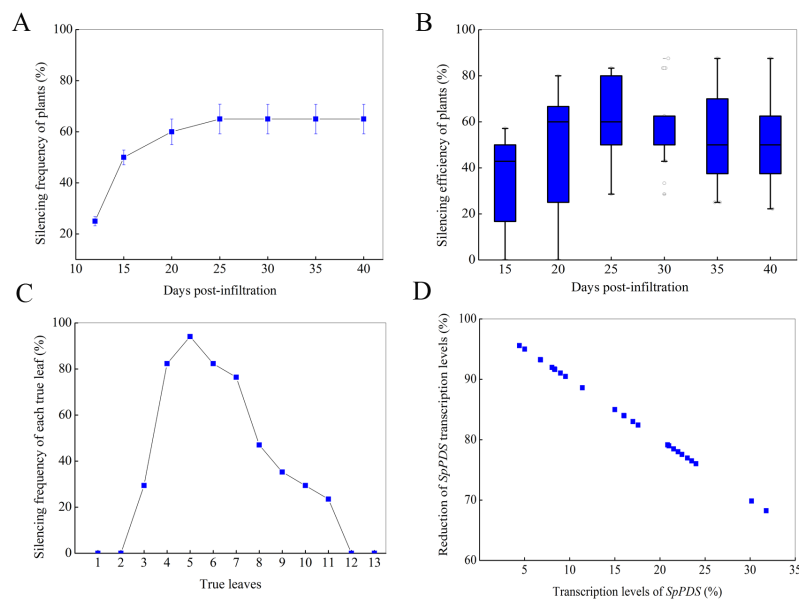 A
Silencing frequency of plants (%)
100
80
60
40
20
10 15 20 25 30 35 40
Days post-infiltration
B
Silencing efficiency of plants (%)
100
80
60
40
20
0
15 20 25 30 35 40
Days post-infiltration
C
Silencing frequency of each true leaf (%)
100
80
60
40
20
0
1 2 3 4 5 6 7 8 9 10 11 12 13
True leaves
D
Reduction of SpPDS transcription levels (%)
100
90
80
70
60
5 10 15 20 25 30 35
Transcription levels of SpPDS (%)